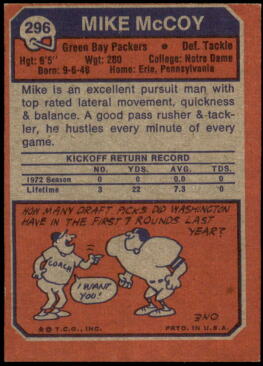 296
MIKE McCOY
Green Bay Packers • Def. Tackle
Hgt: 6'5" Wgt: 280 College: Notre Dame
Born: 9-6-48 Home: Erie, Pennsylvania
Mike is an excellent pursuit man with
top rated lateral movement, quickness
& balance. A good pass rusher &-tack-
ler, he hustles every minute of every
game.
KICKOFF RETURN RECORD
NO. YDS. AVG. TDS.
1972 Season 0 0 0.0 0
Lifetime 3 22 7.3 0
HOW MANY DRAFT PICKS DID WASHINGTON
HAVE IN THE FIRST 7 ROUNDS LAST
YEAR?
COACH
I WANT
YOU!
ƎNO
© T.C.G., INC. PRTD. IN U.S.A.